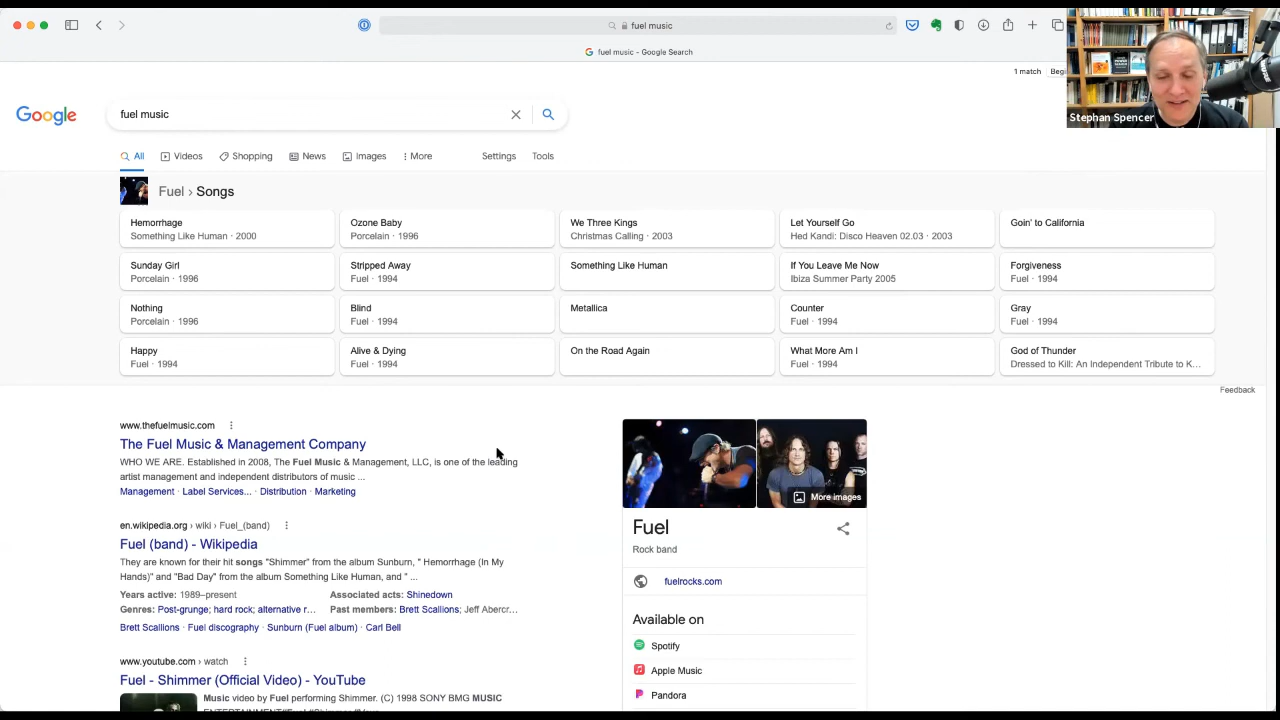 fuel music
fuel music - Google Search
1 match
Stephan Spencer
Google
fuel music
All
Videos
Shopping
News
Images
More
Settings
Tools
Fuel › Songs
Hemorrhage
Something Like Human · 2000
Ozone Baby
Porcelain · 1996
We Three Kings
Christmas Calling · 2003
Let Yourself Go
Hed Kandi: Disco Heaven 02.03 · 2003
Goin' to California
Sunday Girl
Porcelain · 1996
Stripped Away
Fuel · 1994
Something Like Human
If You Leave Me Now
Ibiza Summer Party 2005
Forgiveness
Fuel · 1994
Nothing
Porcelain · 1996
Blind
Fuel · 1994
Metallica
Counter
Fuel · 1994
Gray
Fuel · 1994
Happy
Fuel · 1994
Alive & Dying
Fuel · 1994
On the Road Again
What More Am I
Fuel · 1994
God of Thunder
Dressed to Kill: An Independent Tribute to K...
Feedback
www.thefuelmusic.com
The Fuel Music & Management Company
WHO WE ARE. Established in 2008, The Fuel Music & Management, LLC, is one of the leading
artist management and independent distributors of music ...
Management · Label Services... · Distribution · Marketing
en.wikipedia.org › wiki › Fuel_(band)
Fuel (band) - Wikipedia
They are known for their hit songs "Shimmer" from the album Sunburn, " Hemorrhage (In My
Hands)" and "Bad Day" from the album Something Like Human, and " ...
Years active: 1989–present
Associated acts: Shinedown
Genres: Post-grunge; hard rock; alternative r...
Past members: Brett Scallions; Jeff Abercr...
Brett Scallions · Fuel discography · Sunburn (Fuel album) · Carl Bell
www.youtube.com › watch
Fuel - Shimmer (Official Video) - YouTube
Music video by Fuel performing Shimmer. (C) 1998 SONY BMG MUSIC
More images
Fuel
Rock band
fuelrocks.com
Available on
Spotify
Apple Music
Pandora